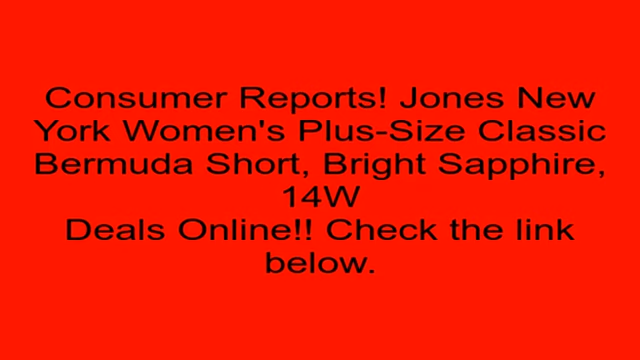 Consumer Reports! Jones New
York Women's Plus-Size Classic
Bermuda Short, Bright Sapphire,
14W
Deals Online!! Check the link
below.